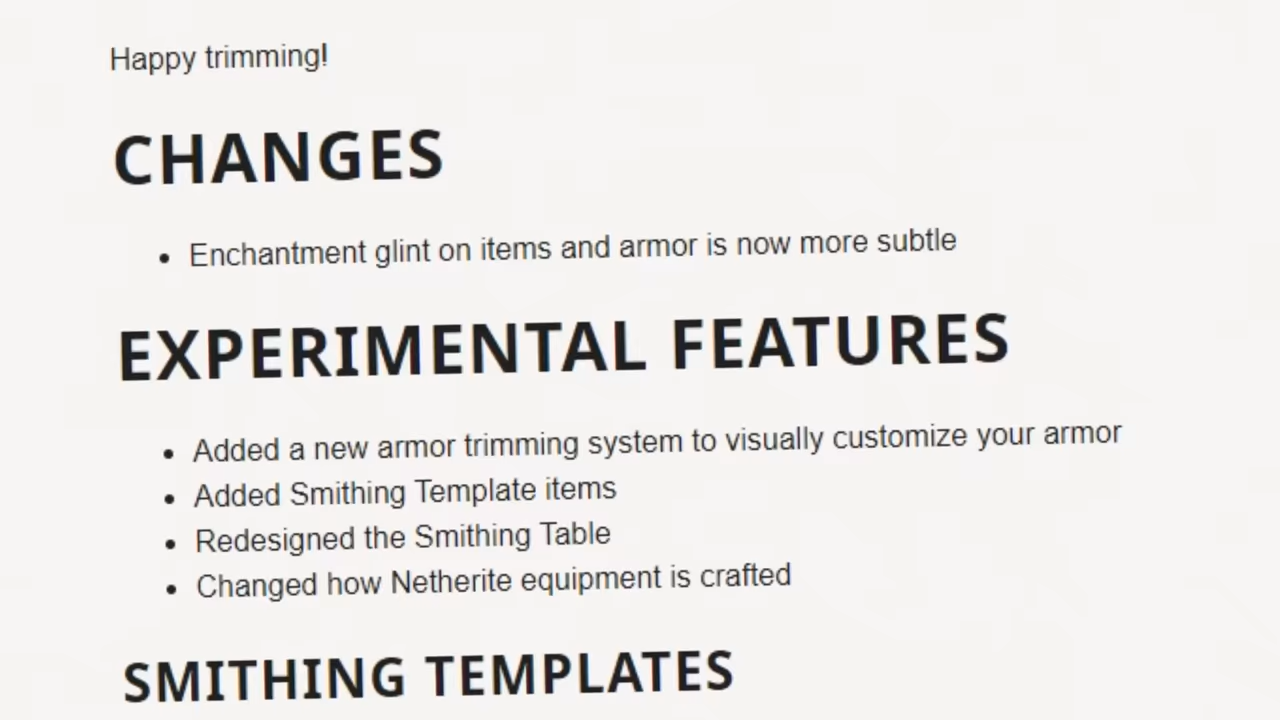 Happy trimming!
CHANGES
• Enchantment glint on items and armor is now more subtle
EXPERIMENTAL FEATURES
• Added a new armor trimming system to visually customize your armor
• Added Smithing Template items
• Redesigned the Smithing Table
• Changed how Netherite equipment is crafted
SMITHING TEMPLATES